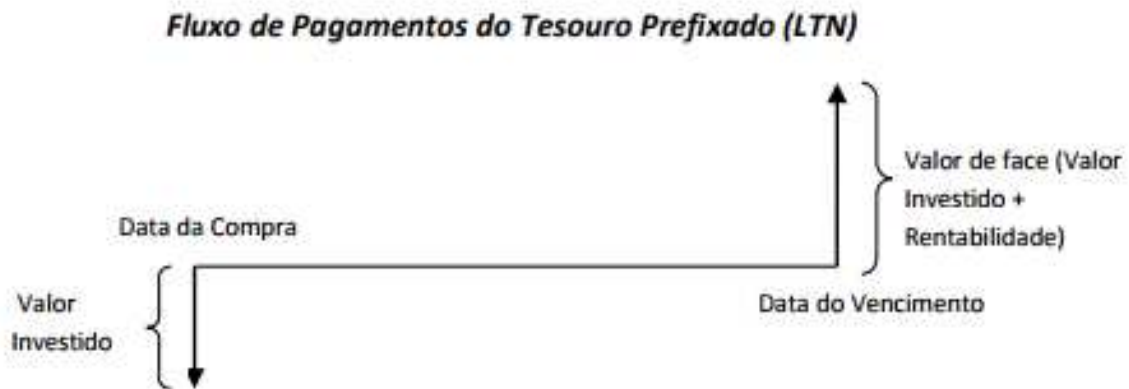 Fluxo de Pagamentos do Tesouro Prefixado (LTN)
Valor de face (Valor
Investido +
Rentabilidade)
Data da Compra
Data do Vencimento
Valor
Investido